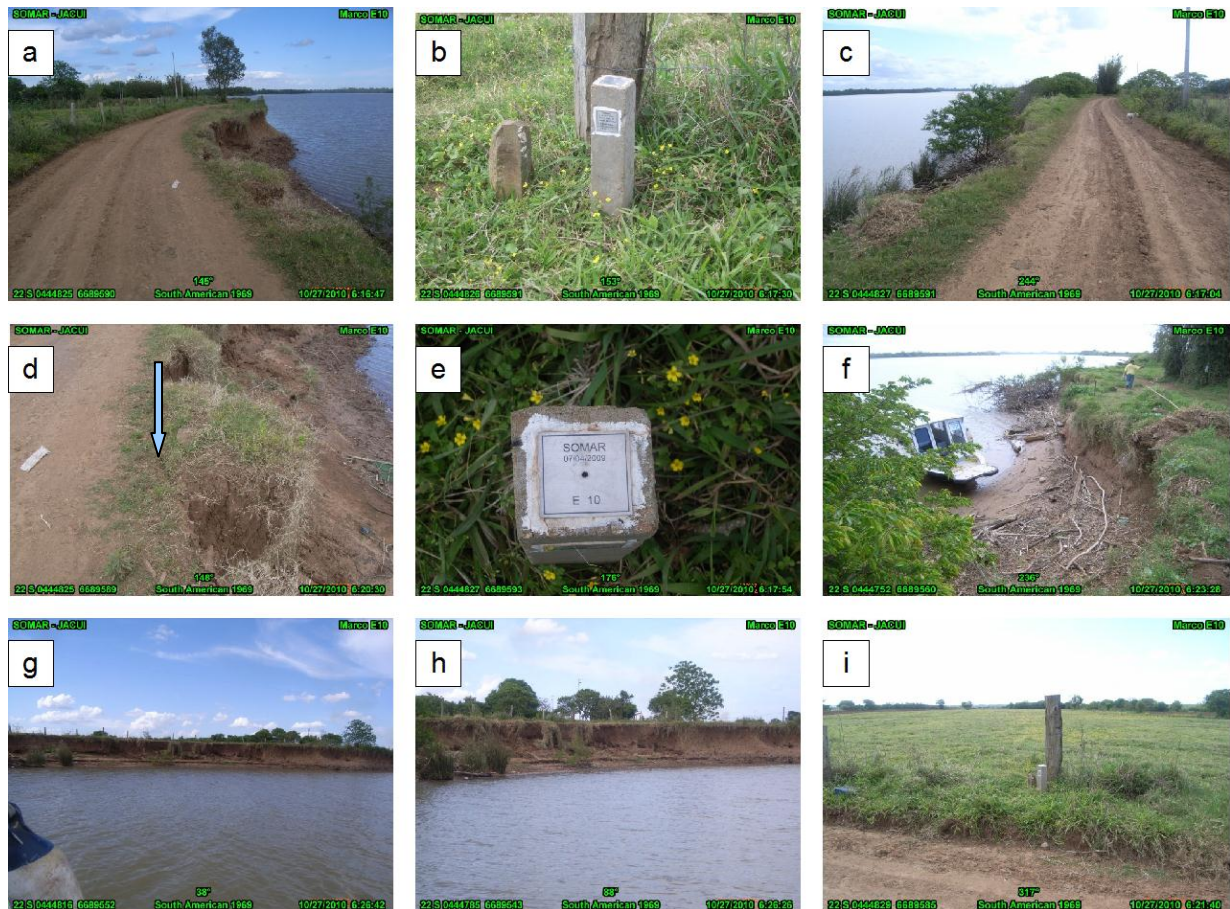 SOMAR - JACUI Marco E10
a
145°
22 S 0444825 6689590 South American 1969 10/27/2010 6:16:47
SOMAR - JACUI Marco E10
b
153°
22 S 0444826 6689591 South American 1969 10/27/2010 6:17:30
SOMAR - JACUI Marco E10
c
244°
22 S 0444827 6689591 South American 1969 10/27/2010 6:17:04
SOMAR - JACUI Marco E10
d
148°
22 S 0444825 6689589 South American 1969 10/27/2010 6:20:30
SOMAR - JACUI Marco E10
e
SOMAR
07/04/2009
E 10
176°
22 S 0444827 6689593 South American 1969 10/27/2010 6:17:54
SOMAR - JACUI Marco E10
f
236°
22 S 0444752 6689560 South American 1969 10/27/2010 6:23:28
SOMAR - JACUI Marco E10
g
38°
22 S 0444816 6689552 South American 1969 10/27/2010 6:26:42
SOMAR - JACUI Marco E10
h
88°
22 S 0444785 6689543 South American 1969 10/27/2010 6:26:26
SOMAR - JACUI Marco E10
i
317°
22 S 0444829 6689585 South American 1969 10/27/2010 6:21:40